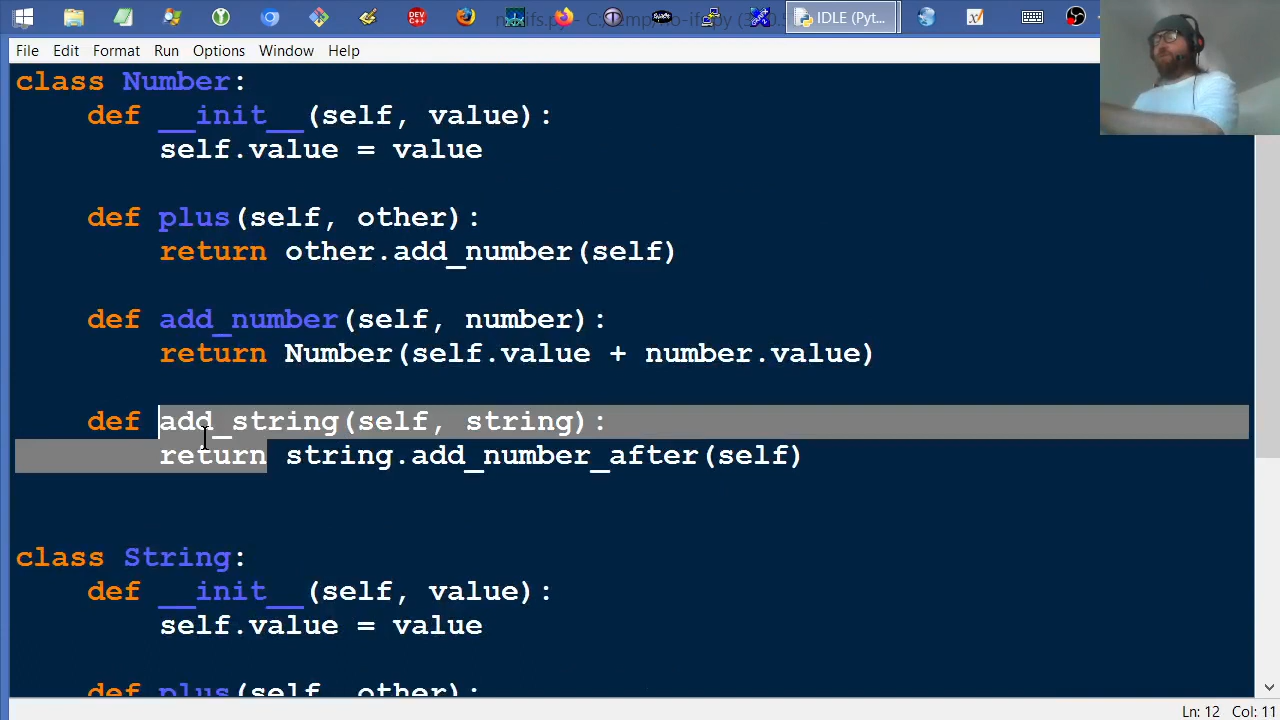 IDLE (Pyt...
File Edit Format Run Options Window Help
class Number:
def __init__(self, value):
self.value = value
def plus(self, other):
return other.add_number(self)
def add_number(self, number):
return Number(self.value + number.value)
def add_string(self, string):
return string.add_number_after(self)
class String:
def __init__(self, value):
self.value = value
def plus(self, other):
Ln: 12 Col: 11